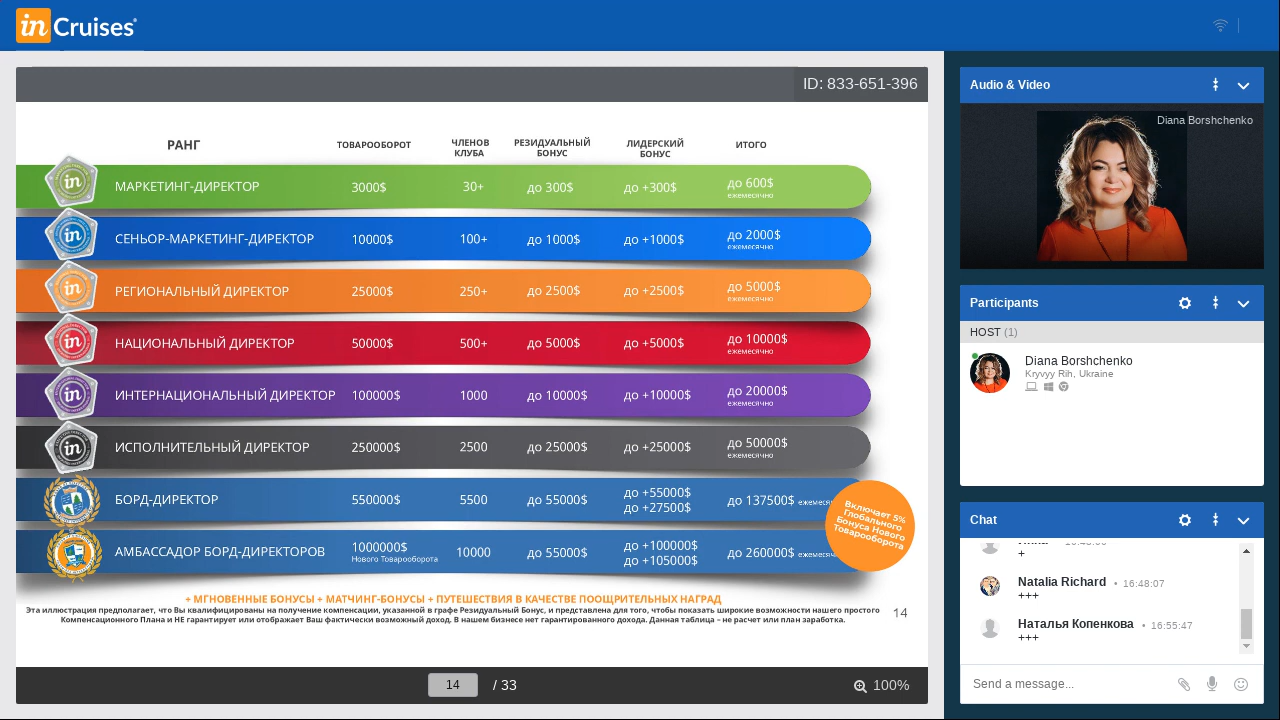 in Cruises®
ID: 833-651-396
РАНГ
ТОВАРООБОРОТ
ЧЛЕНОВ
КЛУБА
РЕЗИДУАЛЬНЫЙ
БОНУС
ЛИДЕРСКИЙ
БОНУС
ИТОГО
in
МАРКЕТИНГ-ДИРЕКТОР
3000$
30+
до 300$
до +300$
до 600$
ежемесячно
in
СЕНЬОР-МАРКЕТИНГ-ДИРЕКТОР
10000$
100+
до 1000$
до +1000$
до 2000$
ежемесячно
in
РЕГИОНАЛЬНЫЙ ДИРЕКТОР
25000$
250+
до 2500$
до +2500$
до 5000$
ежемесячно
in
НАЦИОНАЛЬНЫЙ ДИРЕКТОР
50000$
500+
до 5000$
до +5000$
до 10000$
ежемесячно
in
ИНТЕРНАЦИОНАЛЬНЫЙ ДИРЕКТОР
100000$
1000
до 10000$
до +10000$
до 20000$
ежемесячно
in
ИСПОЛНИТЕЛЬНЫЙ ДИРЕКТОР
250000$
2500
до 25000$
до +25000$
до 50000$
ежемесячно
БОРД-ДИРЕКТОР
550000$
5500
до 55000$
до +55000$
до +27500$
до 137500$
АМБАССАДОР БОРД-ДИРЕКТОРОВ
1000000$
Нового Товарооборота
10000
до 55000$
до +100000$
до +105000$
до 260000$
Включает 5%
Глобального
Бонуса Нового
Товарооборота
+ МГНОВЕННЫЕ БОНУСЫ + МАТЧИНГ-БОНУСЫ + ПУТЕШЕСТВИЯ В КАЧЕСТВЕ ПООЩРИТЕЛЬНЫХ НАГРАД
Эта иллюстрация предполагает, что Вы квалифицированы на получение компенсации, указанной в графе Резидуальный Бонус, и представлена для того, чтобы показать широкие возможности нашего простого
Компенсационного Плана и НЕ гарантирует или отображает Ваш фактически возможный доход. В нашем бизнесе нет гарантированного дохода. Данная таблица – не расчет или план заработка.
14
14 / 33
100%
Audio & Video
Diana Borshchenko
Participants
HOST (1)
Diana Borshchenko
Kryvyy Rih, Ukraine
Chat
+
Natalia Richard • 16:48:07
+++
Наталья Копенкова • 16:55:47
+++
Send a message...